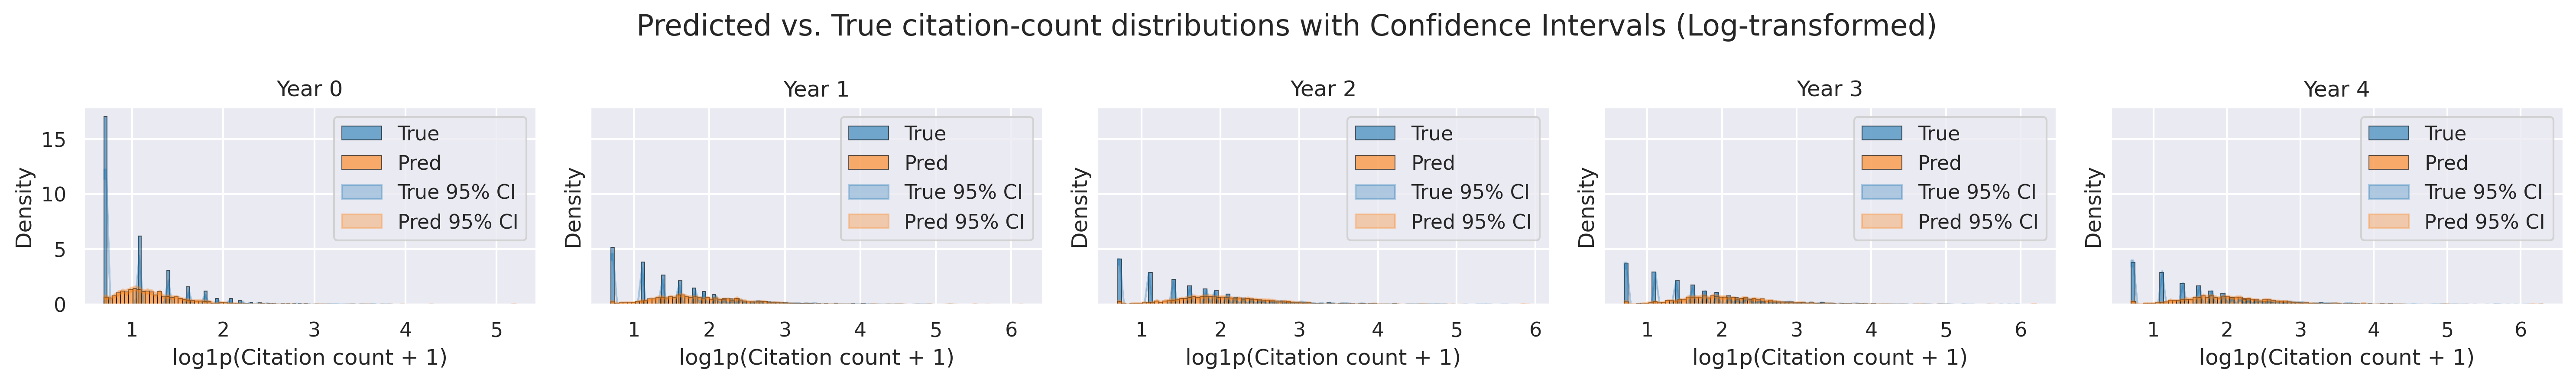 Predicted vs. True citation-count distributions with Confidence Intervals (Log-transformed)
Year 0
Density
15
10
5
0
True
Pred
True 95% CI
Pred 95% CI
1 2 3 4 5
log1p(Citation count + 1)
Year 1
Density
True
Pred
True 95% CI
Pred 95% CI
1 2 3 4 5 6
log1p(Citation count + 1)
Year 2
Density
True
Pred
True 95% CI
Pred 95% CI
1 2 3 4 5 6
log1p(Citation count + 1)
Year 3
Density
True
Pred
True 95% CI
Pred 95% CI
1 2 3 4 5 6
log1p(Citation count + 1)
Year 4
Density
True
Pred
True 95% CI
Pred 95% CI
1 2 3 4 5 6
log1p(Citation count + 1)